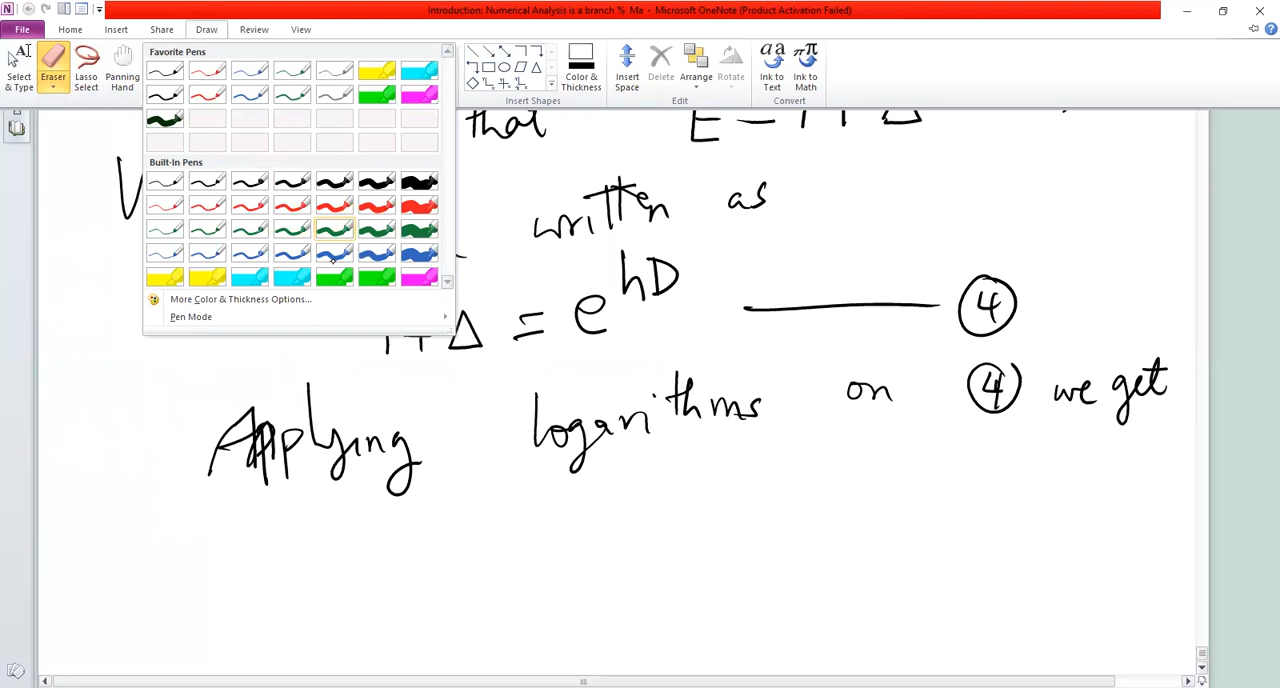 Introduction: Numerical Analysis is a branch % Ma - Microsoft OneNote (Product Activation Failed)
File Home Insert Share Draw Review View
Select & Type
Eraser
Lasso Select
Panning Hand
Favorite Pens
Built-In Pens
More Color & Thickness Options...
Pen Mode
Color & Thickness
Insert Space
Delete
Arrange
Rotate
Ink to Text
Ink to Math
Insert Shapes
Edit
Convert
that E = 1 + Δ
written as
1 + Δ = e^{hD} ——— ④
Applying logarithms on ④ we get